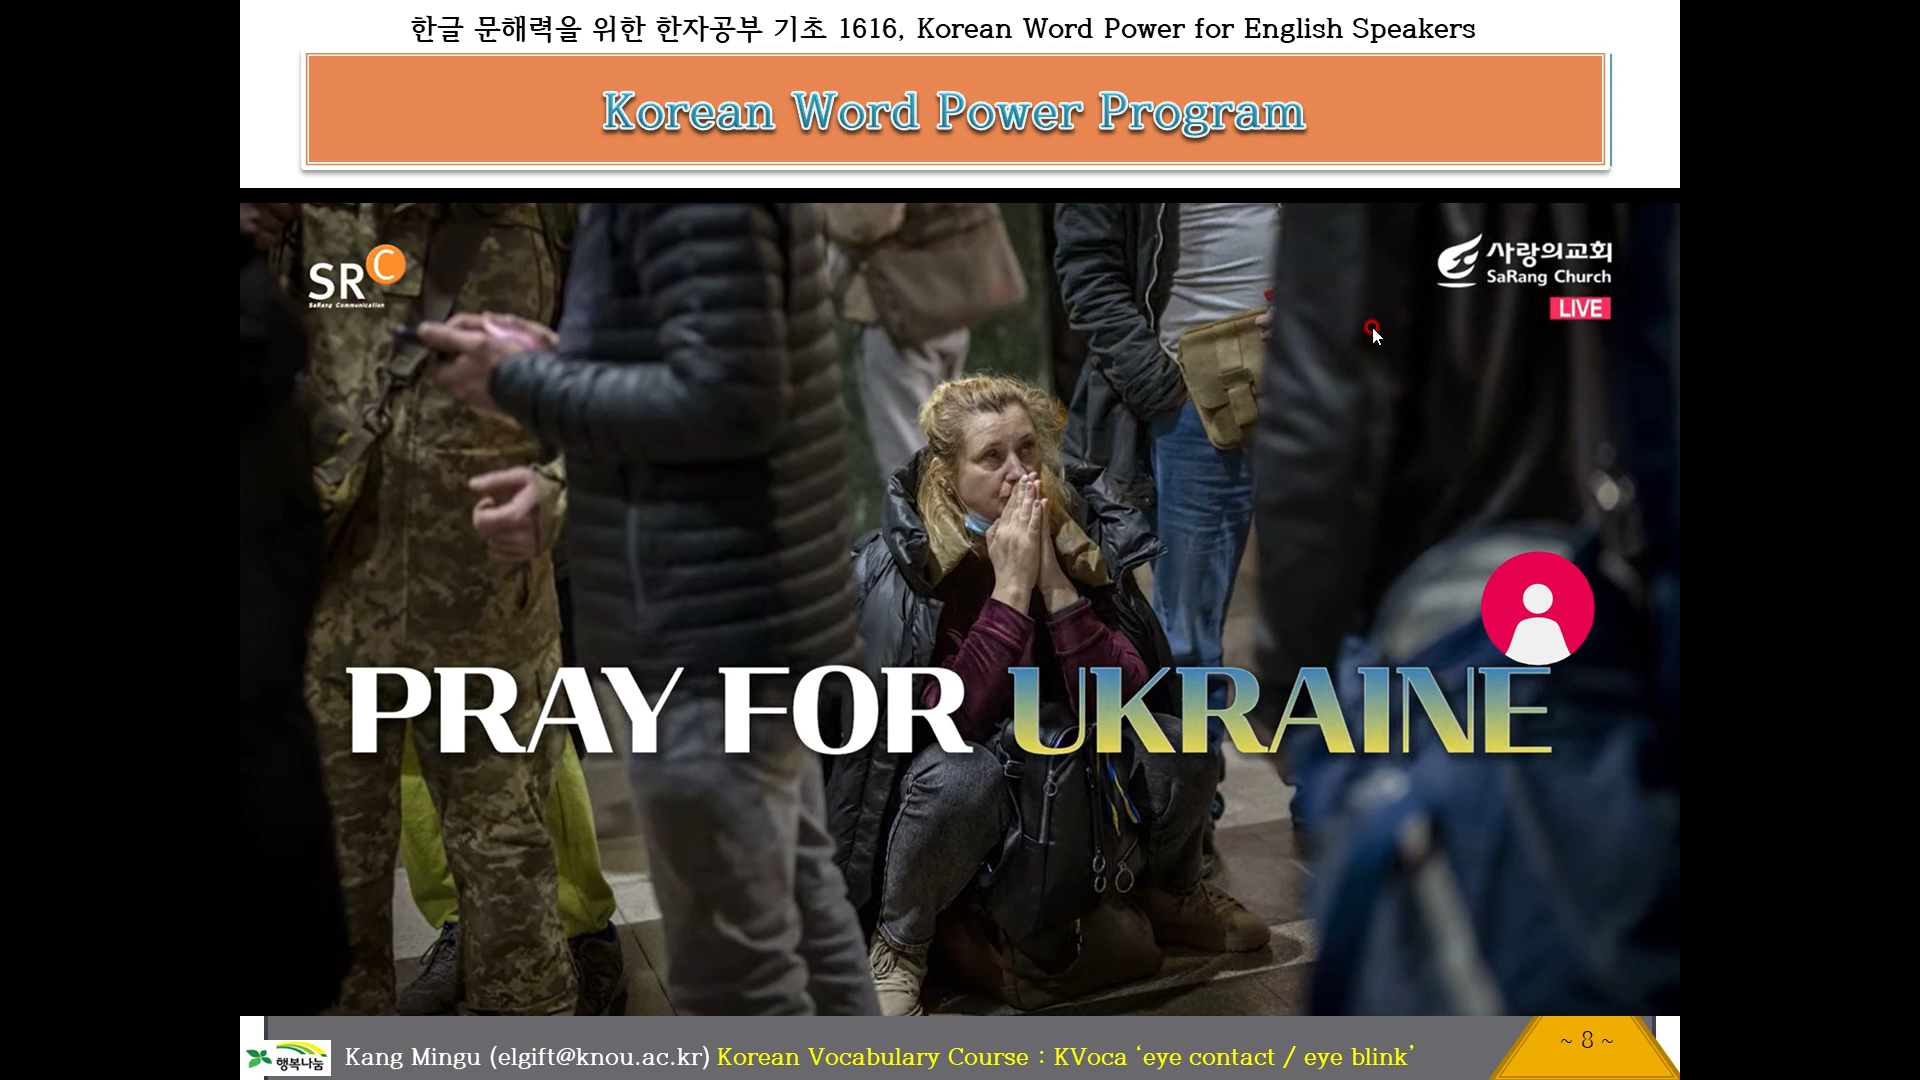 한글 문해력을 위한 한자공부 기초 1616, Korean Word Power for English Speakers
Korean Word Power Program
SRC
SaRang Communication
사랑의교회
SaRang Church
LIVE
PRAY FOR UKRAINE
행복나눔
Kang Mingu (elgift@knou.ac.kr) Korean Vocabulary Course : KVoca ‘eye contact / eye blink’
~ 8 ~